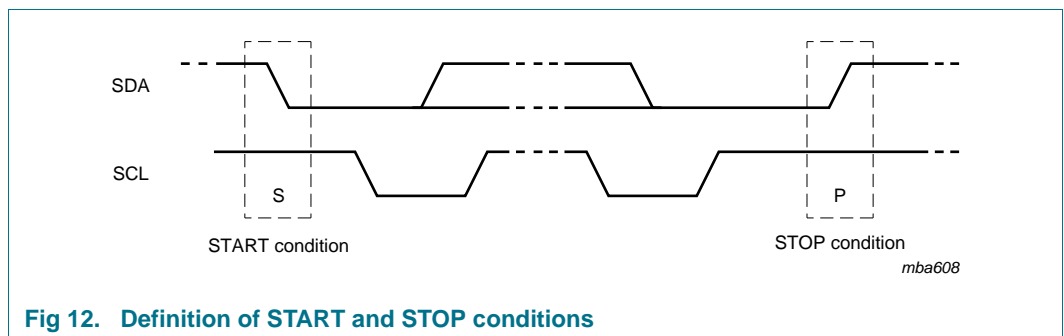 SDA
SCL
S
P
START condition
STOP condition
mba608
Fig 12. Definition of START and STOP conditions